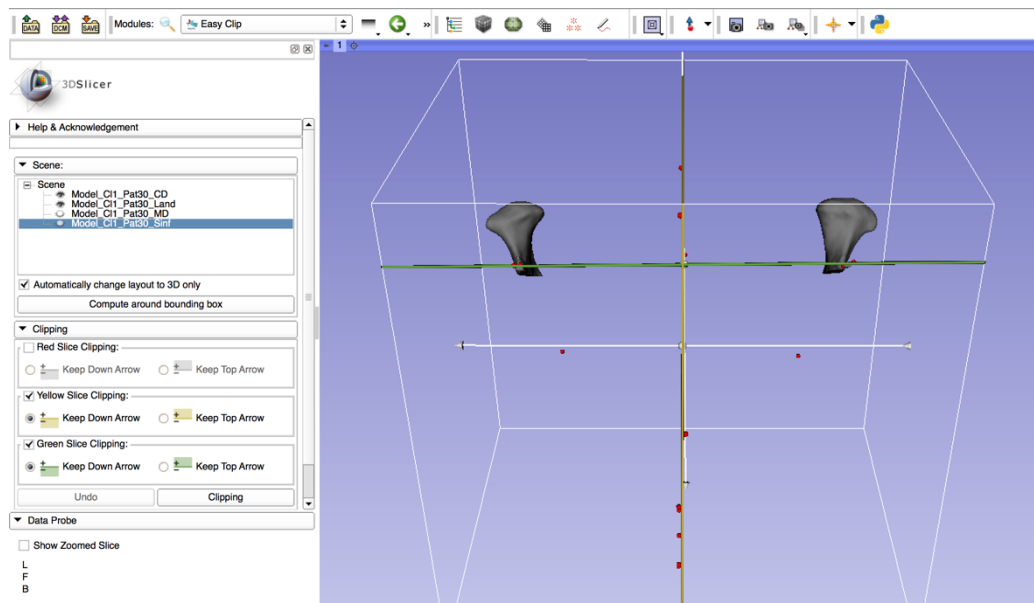 DATA DCM SAVE Modules: Easy Clip »
1
3DSlicer
Help & Acknowledgement
Scene:
Scene
Model_Cl1_Pat30_CD
Model_Cl1_Pat30_Land
Model_Cl1_Pat30_MD
Model_Cl1_Pat30_Sinf
Automatically change layout to 3D only
Compute around bounding box
Clipping
Red Slice Clipping:
+ − Keep Down Arrow + − Keep Top Arrow
Yellow Slice Clipping:
+ − Keep Down Arrow + − Keep Top Arrow
Green Slice Clipping:
+ − Keep Down Arrow + − Keep Top Arrow
Undo Clipping
Data Probe
Show Zoomed Slice
L
F
B